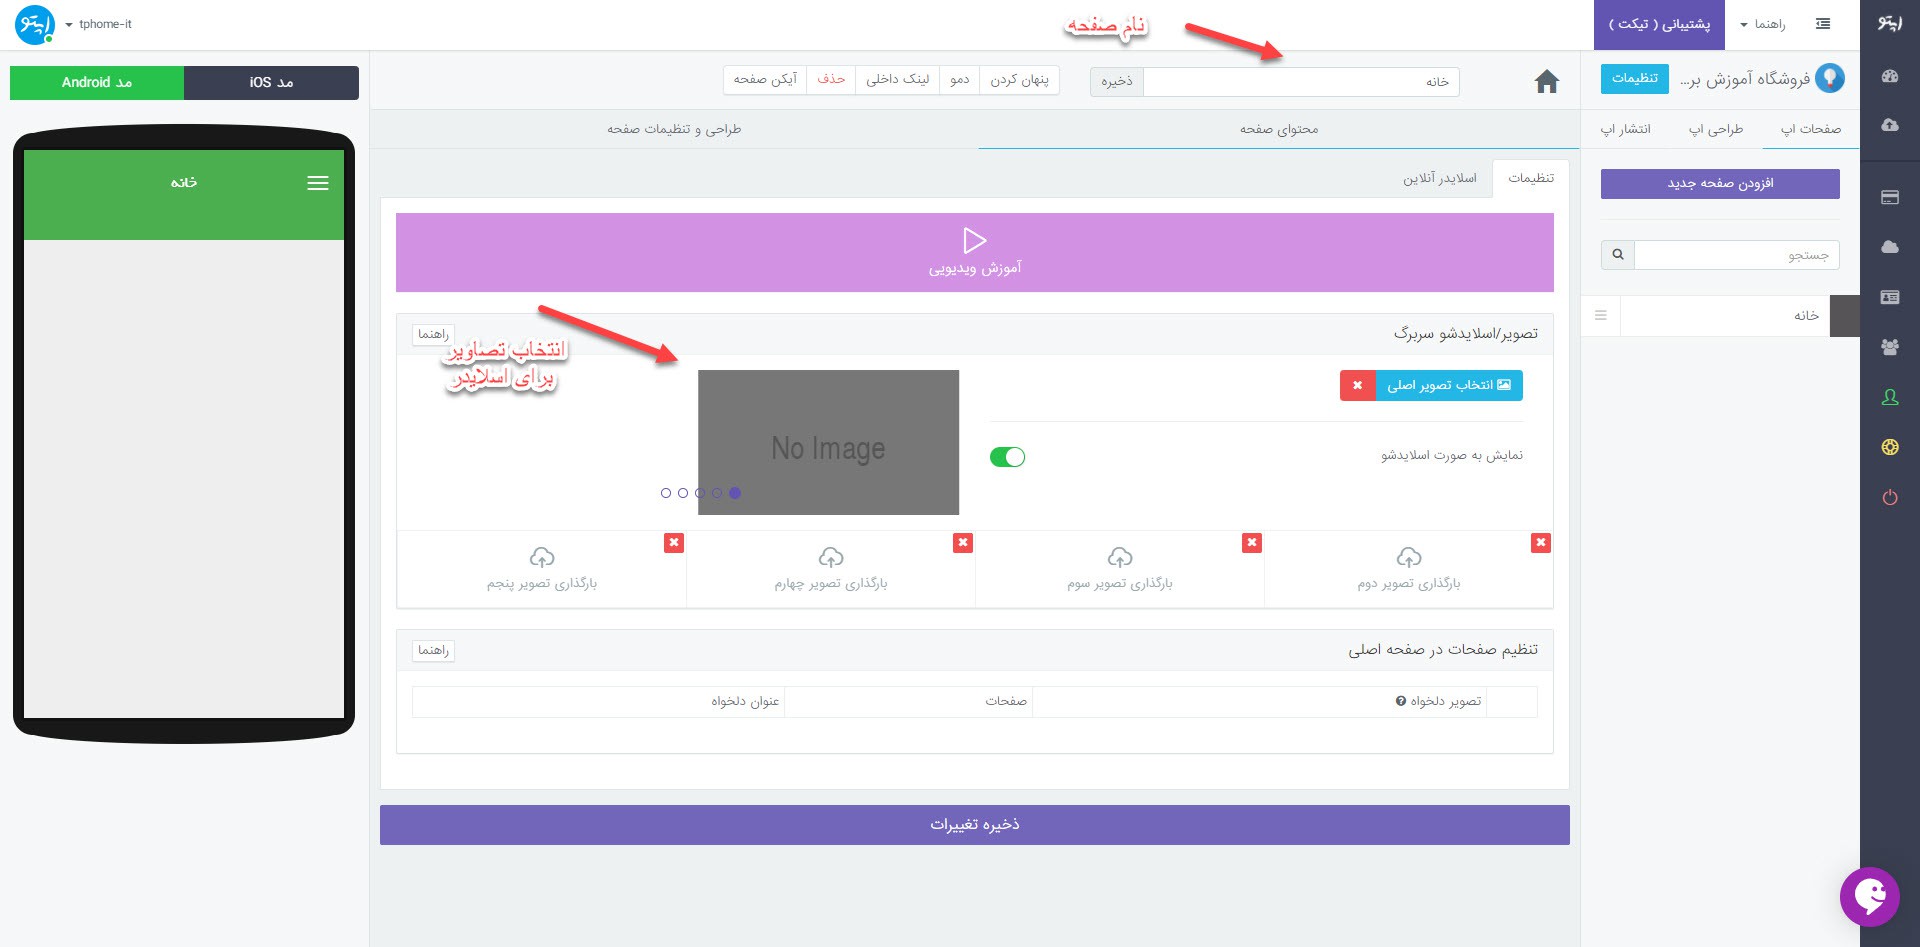 اپتو
tphome-it
نام صفحه
پشتیبانی ( تیکت )
راهنما
اپتو
فروشگاه آموزش بر...
تنظیمات
صفحات اپ
طراحی اپ
انتشار اپ
افزودن صفحه جدید
جستجو
خانه
خانه
ذخیره
پنهان کردن
دمو
لینک داخلی
حذف
آیکن صفحه
محتوای صفحه
طراحی و تنظیمات صفحه
تنظیمات
اسلایدر آنلاین
آموزش ویدیویی
تصویر/اسلایدشو سربرگ
راهنما
انتخاب تصاویر
برای اسلایدر
انتخاب تصویر اصلی
نمایش به صورت اسلایدشو
No Image
بارگذاری تصویر دوم
بارگذاری تصویر سوم
بارگذاری تصویر چهارم
بارگذاری تصویر پنجم
تنظیم صفحات در صفحه اصلی
راهنما
تصویر دلخواه
صفحات
عنوان دلخواه
ذخیره تغییرات
مد iOS
مد Android
خانه